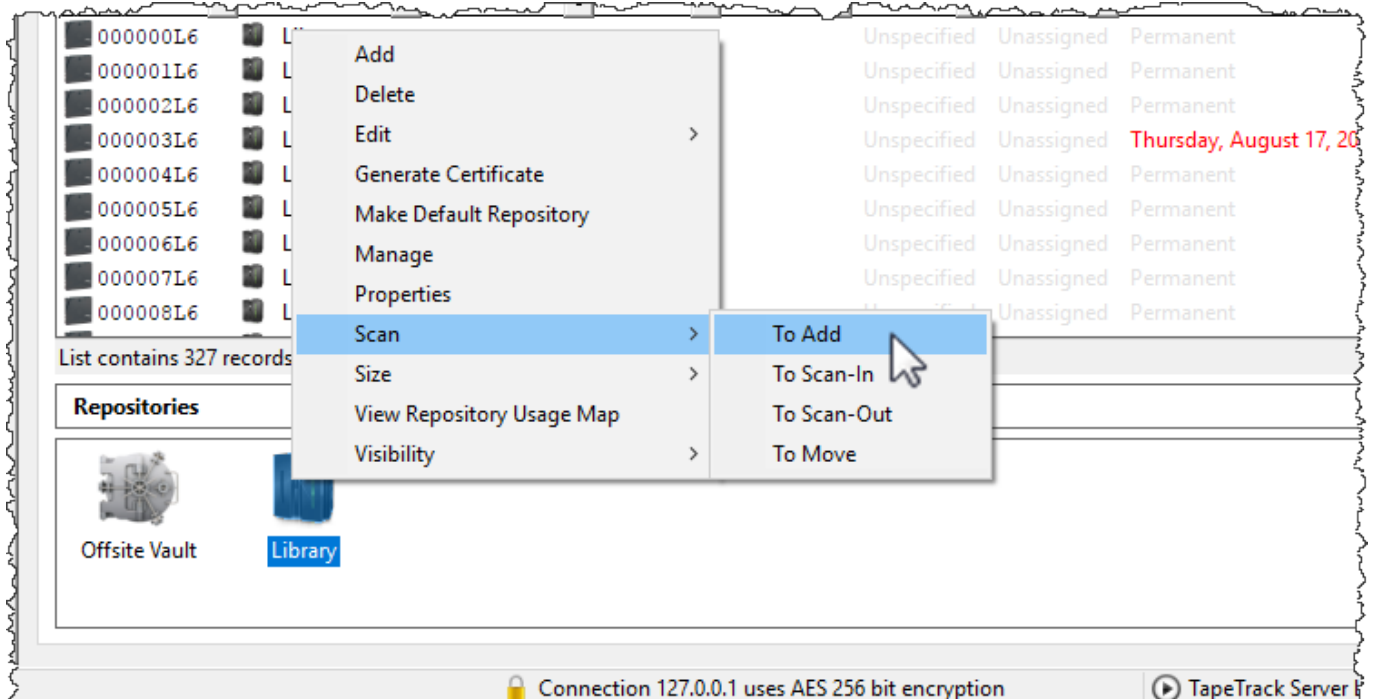 000000L6 Unspecified Unassigned Permanent
000001L6 L Unspecified Unassigned Permanent
000002L6 L Unspecified Unassigned Permanent
000003L6 L Unspecified Unassigned Thursday, August 17, 20
000004L6 L Unspecified Unassigned Permanent
000005L6 L Unspecified Unassigned Permanent
000006L6 L Unspecified Unassigned Permanent
000007L6 L Unspecified Unassigned Permanent
000008L6 L Unassigned Permanent
Add
Delete
Edit
Generate Certificate
Make Default Repository
Manage
Properties
Scan
Size
View Repository Usage Map
Visibility
To Add
To Scan-In
To Scan-Out
To Move
List contains 327 records
Repositories
Offsite Vault
Library
Connection 127.0.0.1 uses AES 256 bit encryption
TapeTrack Server